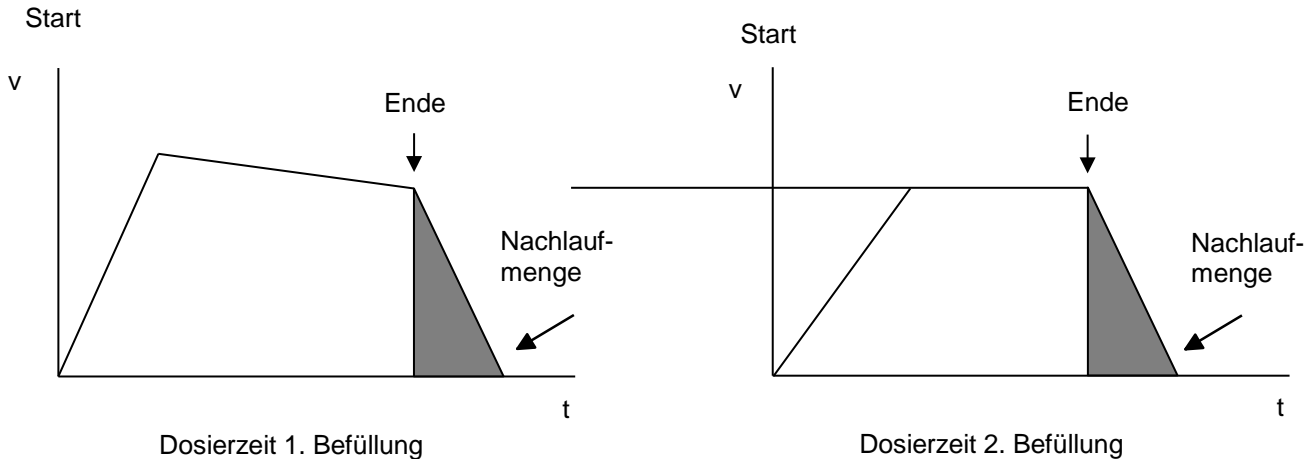 Start
v
Ende
Nachlauf-
menge
t
Dosierzeit 1. Befüllung
Start
v
Ende
Nachlauf-
menge
t
Dosierzeit 2. Befüllung